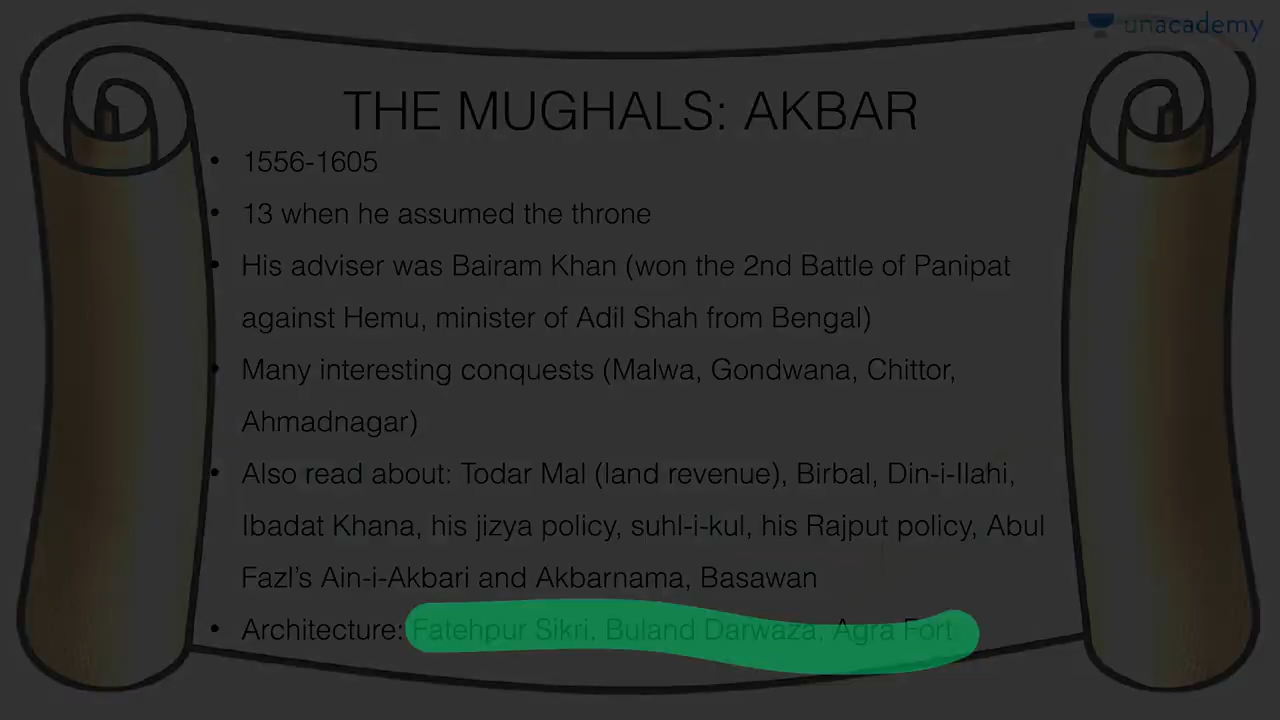 unacademy
THE MUGHALS: AKBAR
• 1556-1605
• 13 when he assumed the throne
• His adviser was Bairam Khan (won the 2nd Battle of Panipat
against Hemu, minister of Adil Shah from Bengal)
• Many interesting conquests (Malwa, Gondwana, Chittor,
Ahmadnagar)
• Also read about: Todar Mal (land revenue), Birbal, Din-i-Ilahi,
Ibadat Khana, his jizya policy, suhl-i-kul, his Rajput policy, Abul
Fazl’s Ain-i-Akbari and Akbarnama, Basawan
• Architecture: Fatehpur Sikri, Buland Darwaza, Agra Fort